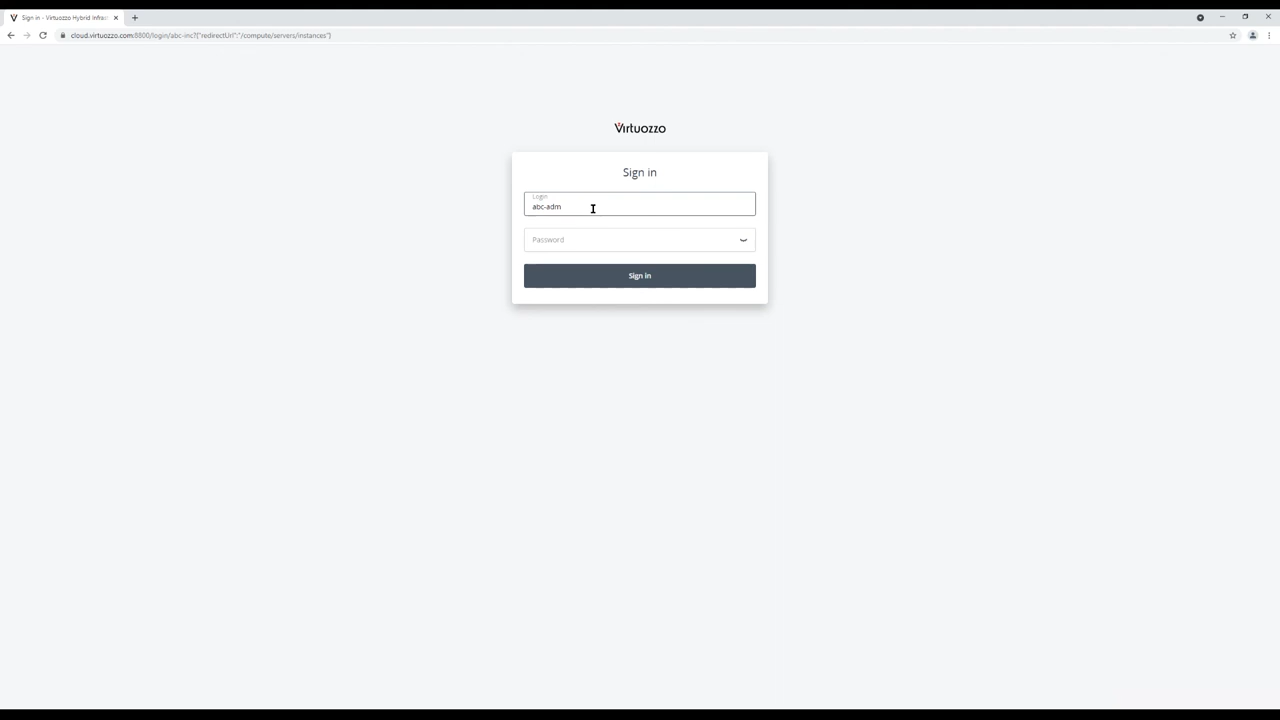 Sign in - Virtuozzo Hybrid Infras
cloud.virtuozzo.com:8800/login/abc-inc?{"redirectUrl":"/compute/servers/instances"}
Virtuozzo
Sign in
Login
abc-adm
Password
Sign in